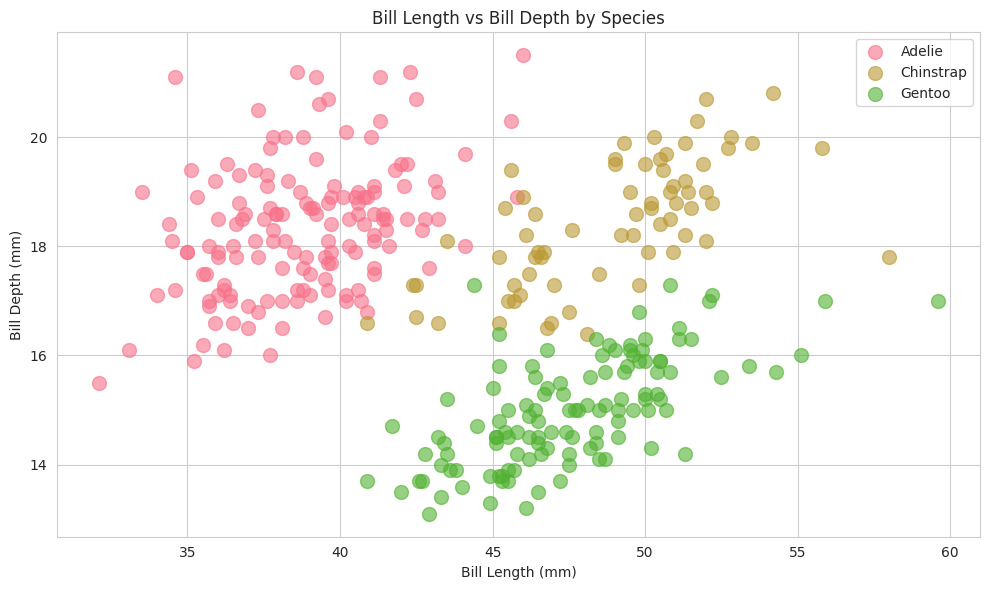 Bill Length vs Bill Depth by Species
Adelie
Chinstrap
Gentoo
Bill Depth (mm)
20
18
16
14
35 40 45 50 55 60
Bill Length (mm)